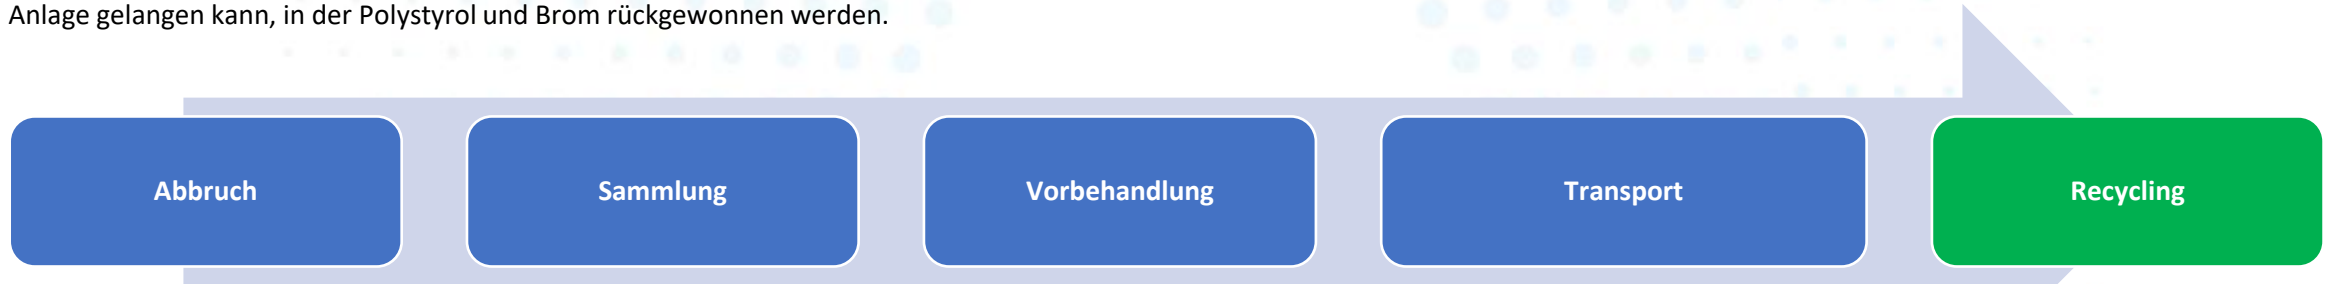 Anlage gelangen kann, in der Polystyrol und Brom rückgewonnen werden.
Abbruch
Sammlung
Vorbehandlung
Transport
Recycling